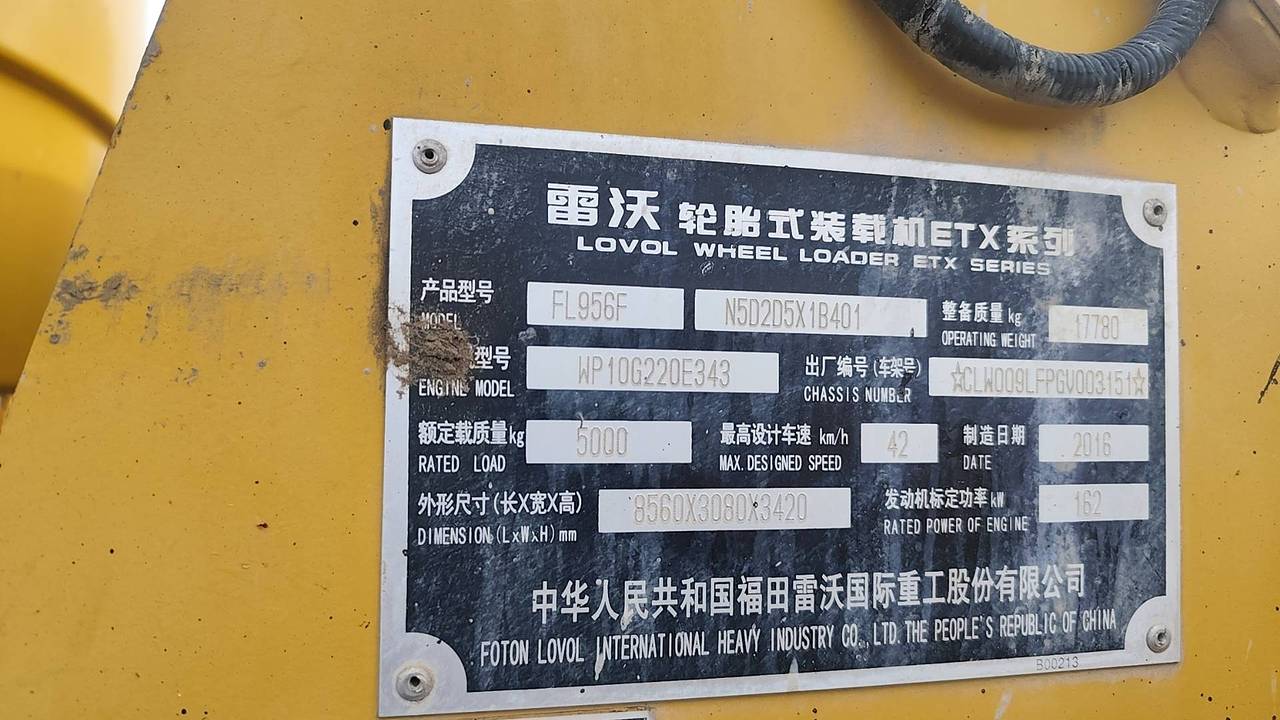 雷沃 轮胎式装载机ETX系列
LOVOL WHEEL LOADER ETX SERIES
产品型号 FL956F N5D2D5X1B401 整备质量 kg 17780
MODEL OPERATING WEIGHT
型号 WP10G220E343 出厂编号(车架号) ☆CLW009LFPGV003151☆
ENGINE MODEL CHASSIS NUMBER
额定载质量kg 5000 最高设计车速 km/h 42 制造日期 2016
RATED LOAD MAX.DESIGNED SPEED DATE
外形尺寸(长X宽X高) 8560X3080X3420 发动机标定功率kW 162
DIMENSION(LxWxH)mm RATED POWER OF ENGINE
中华人民共和国福田雷沃国际重工股份有限公司
FOTON LOVOL INTERNATIONAL HEAVY INDUSTRY CO.,LTD.THE PEOPLE'S REPUBLIC OF CHINA
B00213